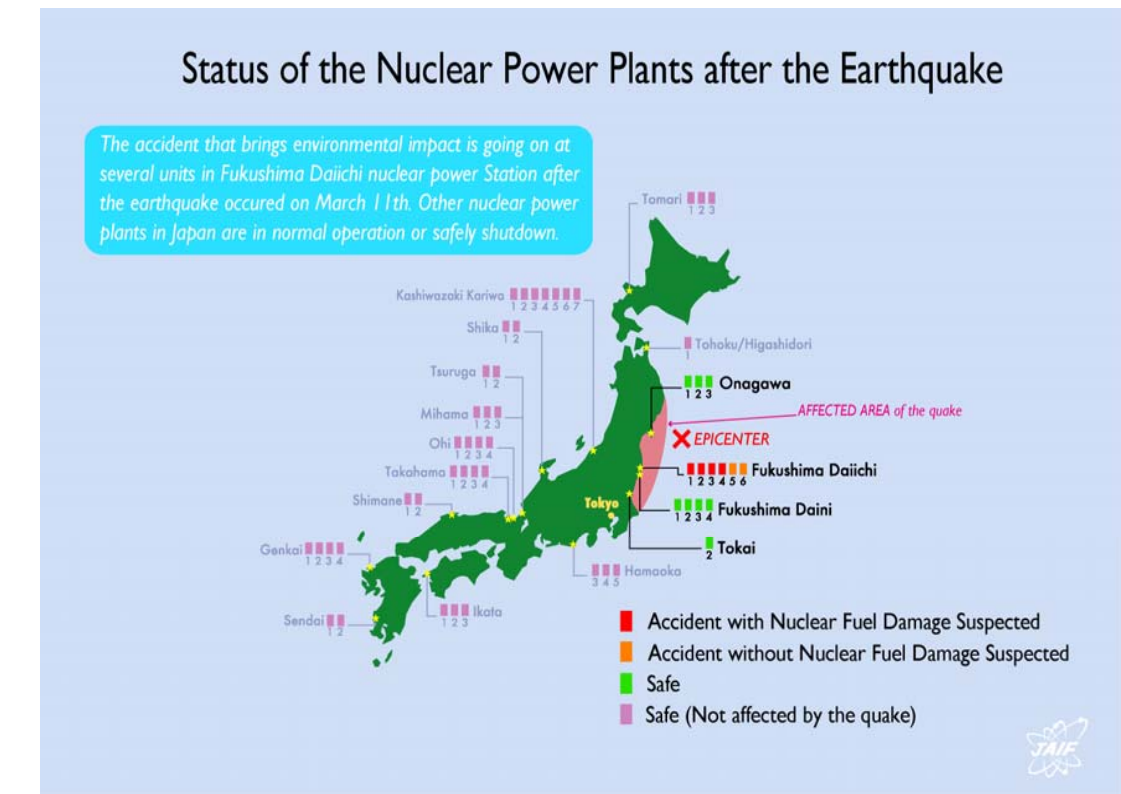 Status of the Nuclear Power Plants after the Earthquake
The accident that brings environmental impact is going on at
several units in Fukushima Daiichi nuclear power Station after
the earthquake occured on March 11th. Other nuclear power
plants in Japan are in normal operation or safely shutdown.
Tomari
1 2 3
Kashiwazaki Kariwa
1 2 3 4 5 6 7
Shika
1 2
Tohoku/Higashidori
1
Tsuruga
1 2
Onagawa
1 2 3
Mihama
1 2 3
AFFECTED AREA of the quake
Ohi
1 2 3 4
EPICENTER
Takahama
1 2 3 4
Fukushima Daiichi
1 2 3 4 5 6
Shimane
1 2
Tokyo
Fukushima Daini
1 2 3 4
Genkai
1 2 3 4
Tokai
2
Hamaoka
3 4 5
Ikata
1 2 3
Sendai
1 2
Accident with Nuclear Fuel Damage Suspected
Accident without Nuclear Fuel Damage Suspected
Safe
Safe (Not affected by the quake)
JAIF